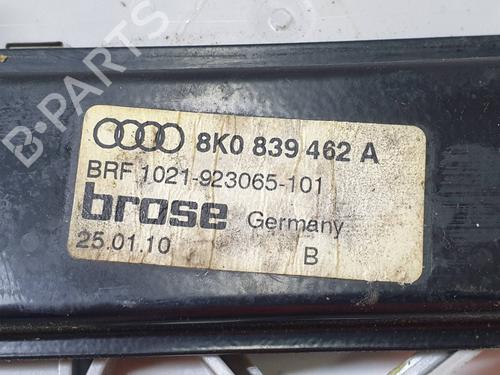 B-PARTS
8K0 839 462 A
BRF 1021-923065-101
brose Germany
25.01.10 B